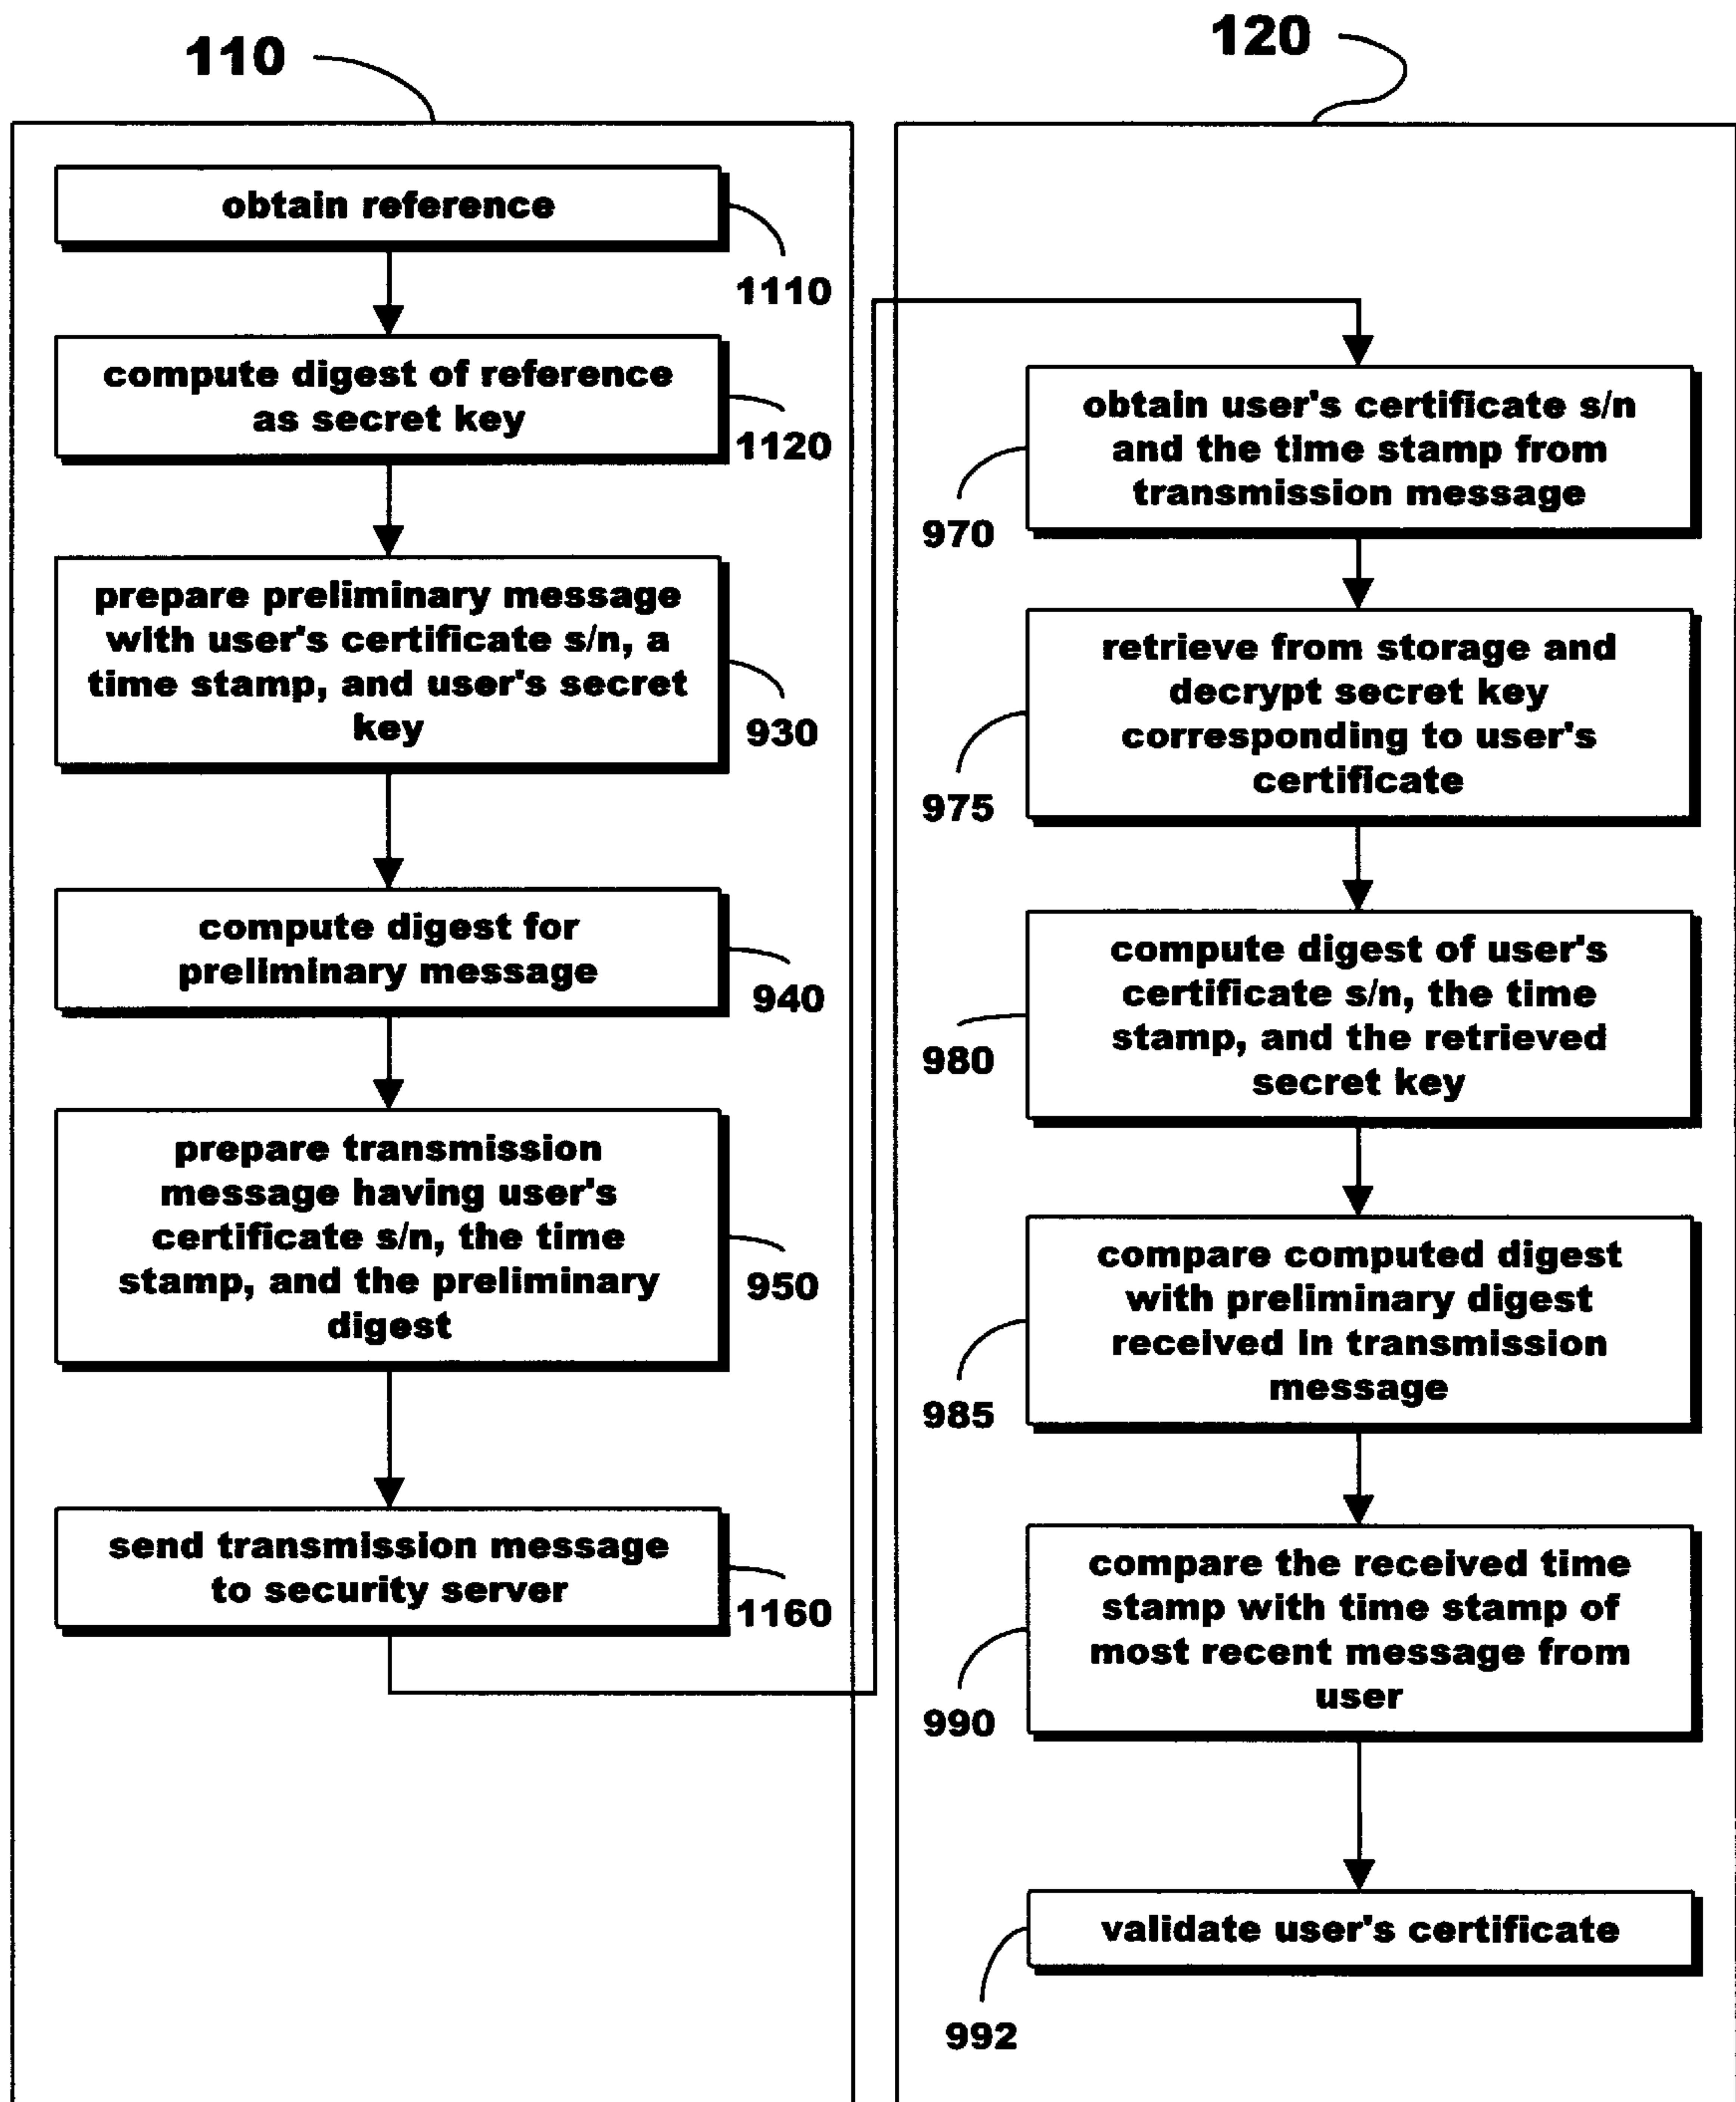 110
obtain reference
1110
compute digest of reference
as secret key
1120
prepare preliminary message
with user's certificate s/n, a
time stamp, and user's secret
key
930
compute digest for
preliminary message
940
prepare transmission
message having user's
certificate s/n, the time
stamp, and the preliminary
digest
950
send transmission message
to security server
1160
120
obtain user's certificate s/n
and the time stamp from
transmission message
970
retrieve from storage and
decrypt secret key
corresponding to user's
certificate
975
compute digest of user's
certificate s/n, the time
stamp, and the retrieved
secret key
980
compare computed digest
with preliminary digest
received in transmission
message
985
compare the received time
stamp with time stamp of
most recent message from
user
990
validate user's certificate
992